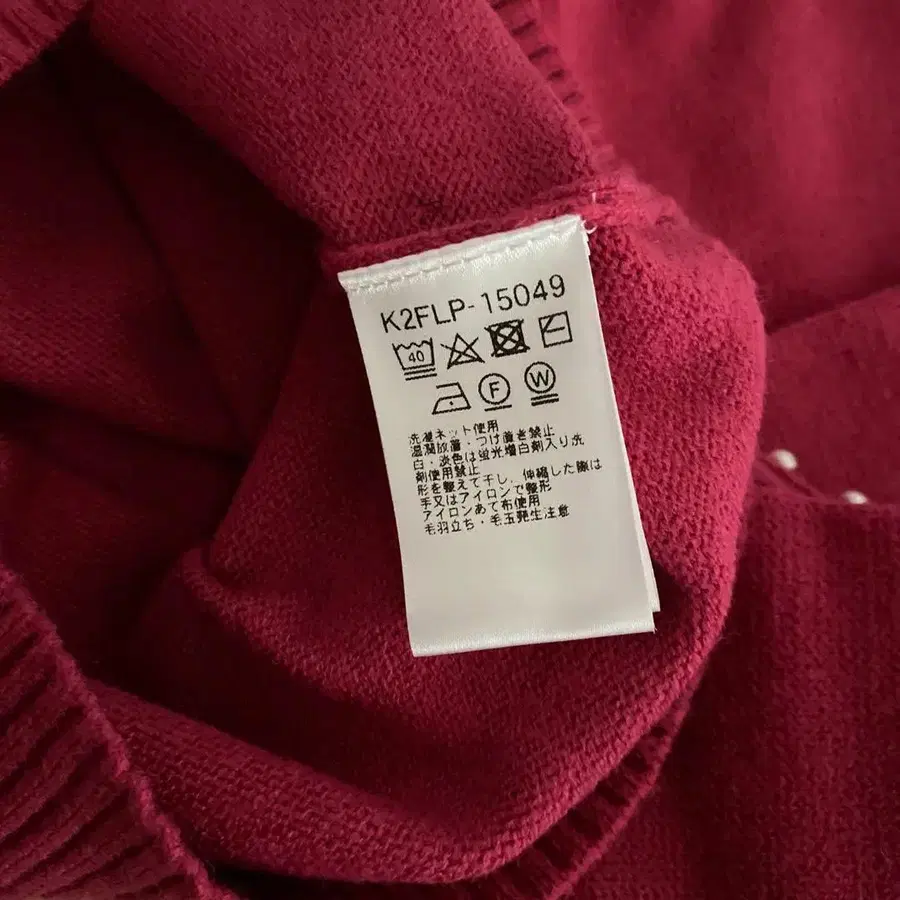 K2FLP-15049
40
F W
洗濯ネット使用
湿潤放置・つけ置き禁止
白・淡色は蛍光増白剤入り洗
剤使用禁止
形を整えて干し、伸縮した際は
手又はアイロンで整形
アイロンあて布使用
毛羽立ち・毛玉発生注意